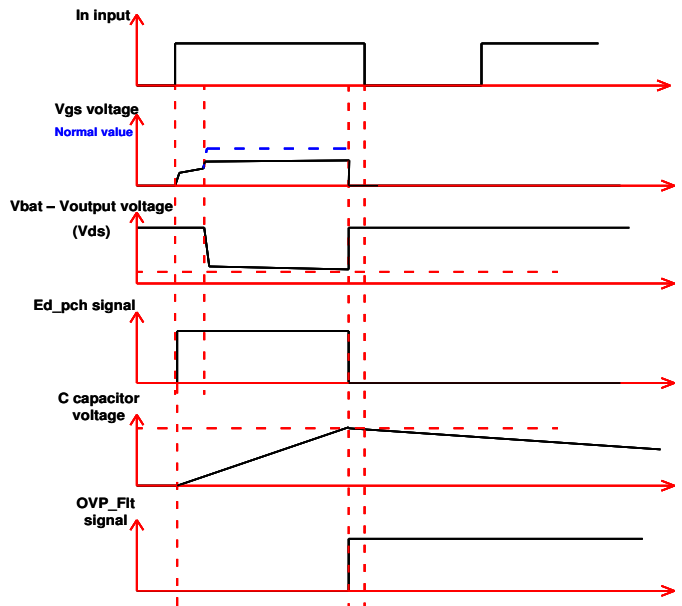 In input
Vgs voltage
Normal value
Vbat – Voutput voltage
(Vds)
Ed_pch signal
C capacitor
voltage
OVP_Flt
signal